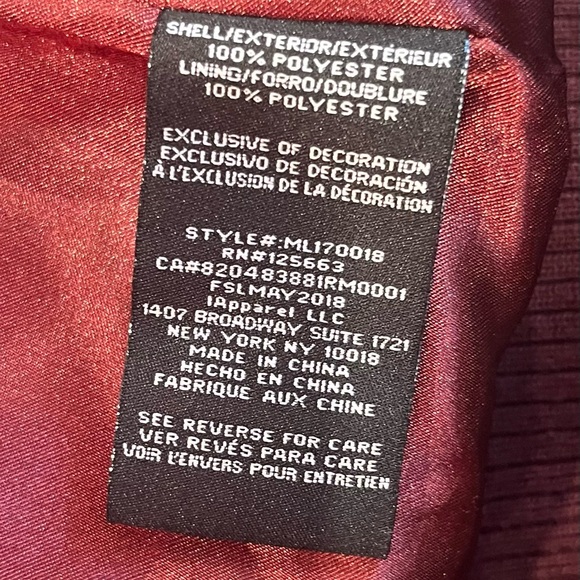 SHELL/EXTERIOR/EXTÉRIEUR
100% POLYESTER
LINING/FORRO/DOUBLURE
100% POLYESTER
EXCLUSIVE OF DECORATION
EXCLUSIVO DE DECORACIÓN
À L'EXCLUSION DE LA DÉCORATION
STYLE#:ML170018
RN#125663
CA#820483881RM0001
FSLMAY2018
IApparel LLC
1407 BROADWAY SUITE 1721
NEW YORK NY 10018
MADE IN CHINA
HECHO EN CHINA
FABRIQUE AUX CHINE
SEE REVERSE FOR CARE
VER REVÉS PARA CARE
VOIR L'ENVERS POUR ENTRETIEN